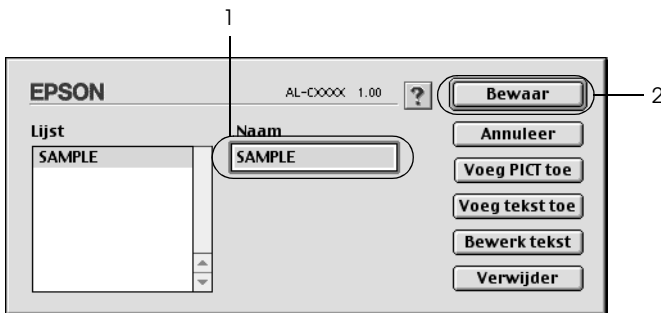 1
EPSON
AL-CXXXX 1.00
?
Bewaar
2
Lijst
Naam
Annuleer
SAMPLE
SAMPLE
Voeg PICT toe
Voeg tekst toe
Bewerk tekst
Verwijder